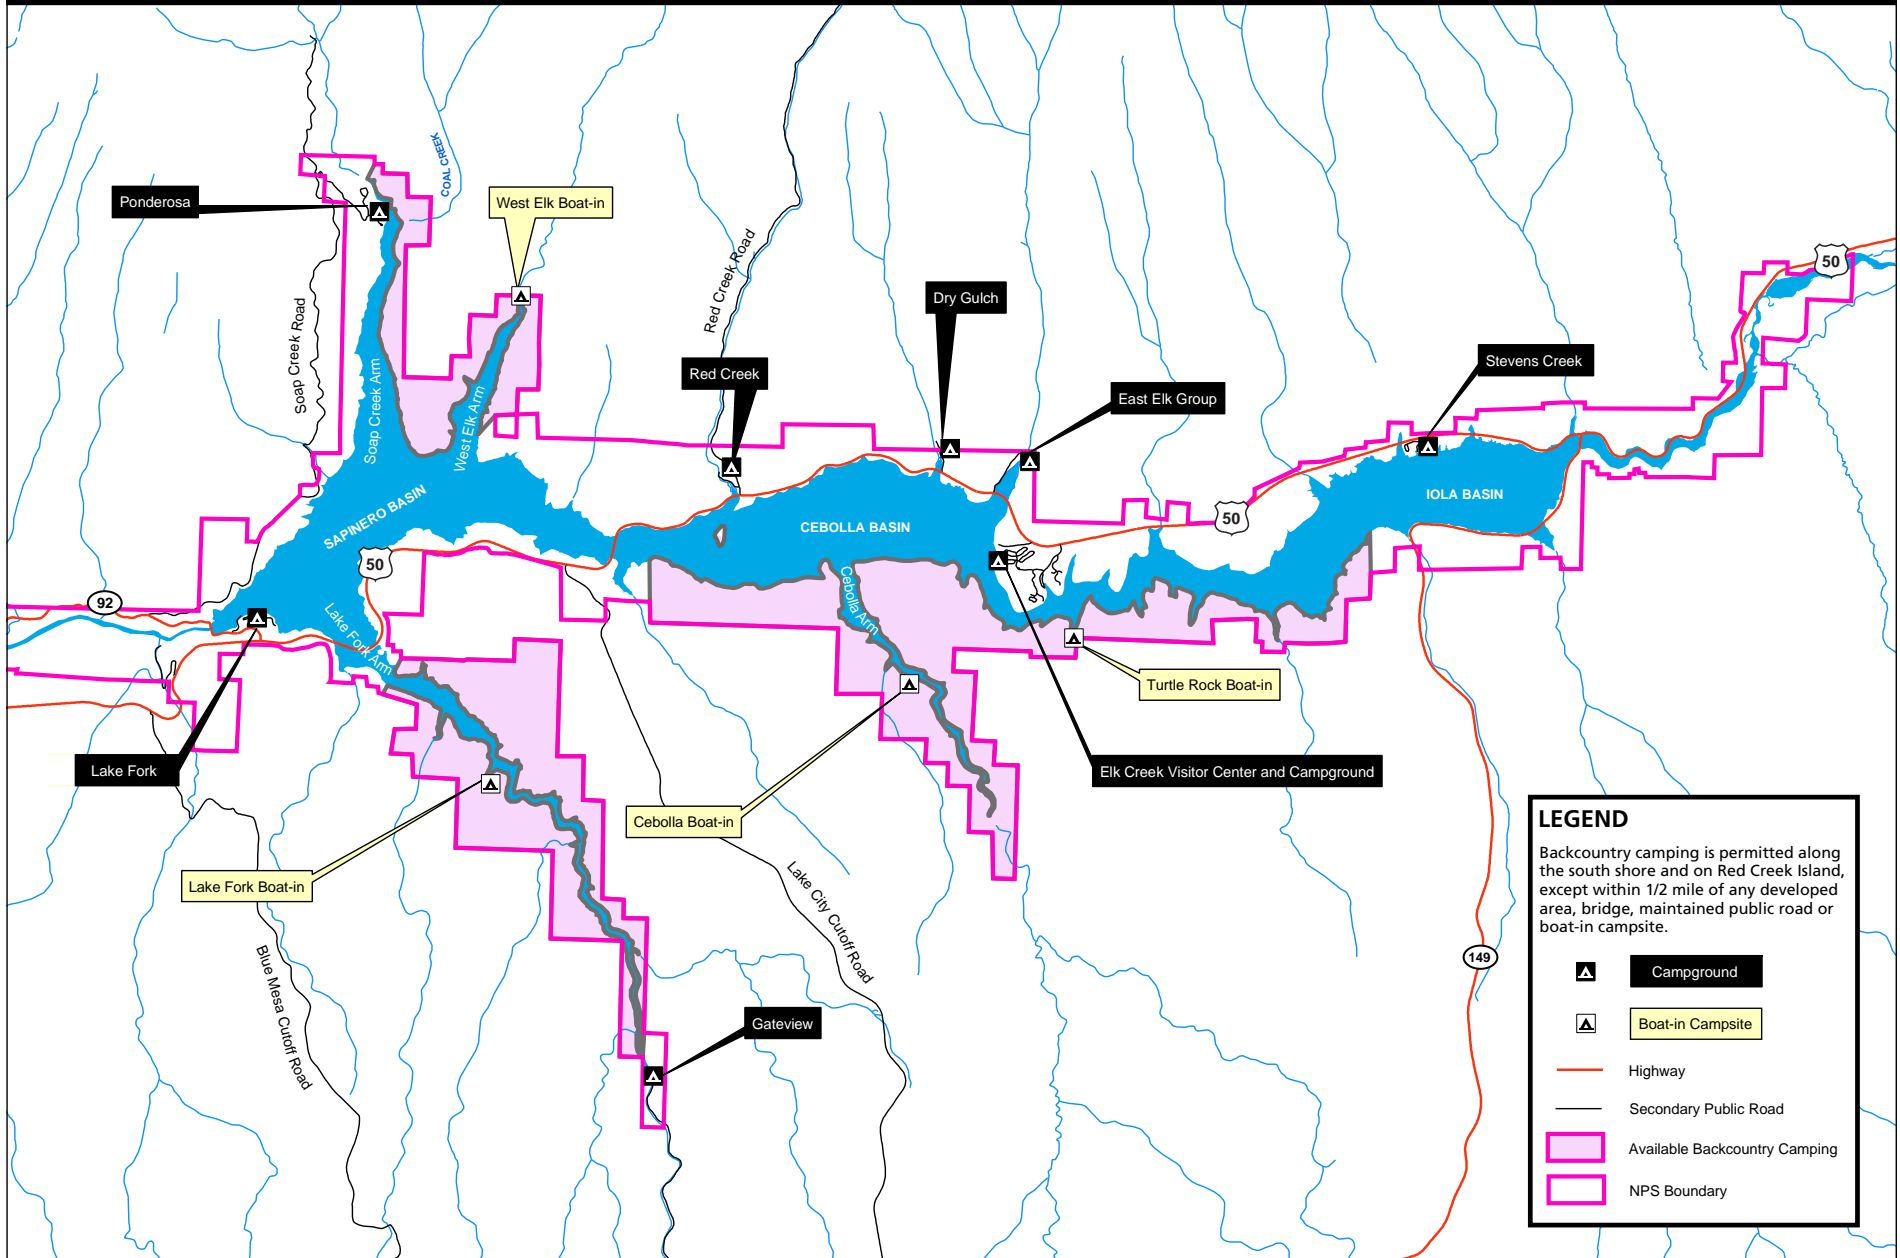 COAL CREEK
Ponderosa
West Elk Boat-in
Red Creek Road
50
Dry Gulch
Soap Creek Road
Soap Creek Arm
West Elk Arm
Red Creek
East Elk Group
Stevens Creek
SAPINERO BASIN
CEBOLLA BASIN
IOLA BASIN
50
50
92
Lake Fork Arm
Cebolla Arm
Turtle Rock Boat-in
Lake Fork
Elk Creek Visitor Center and Campground
Cebolla Boat-in
Lake Fork Boat-in
Lake City Cutoff Road
Blue Mesa Cutoff Road
149
Gateview
LEGEND
Backcountry camping is permitted along
the south shore and on Red Creek Island,
except within 1/2 mile of any developed
area, bridge, maintained public road or
boat-in campsite.
Campground
Boat-in Campsite
Highway
Secondary Public Road
Available Backcountry Camping
NPS Boundary